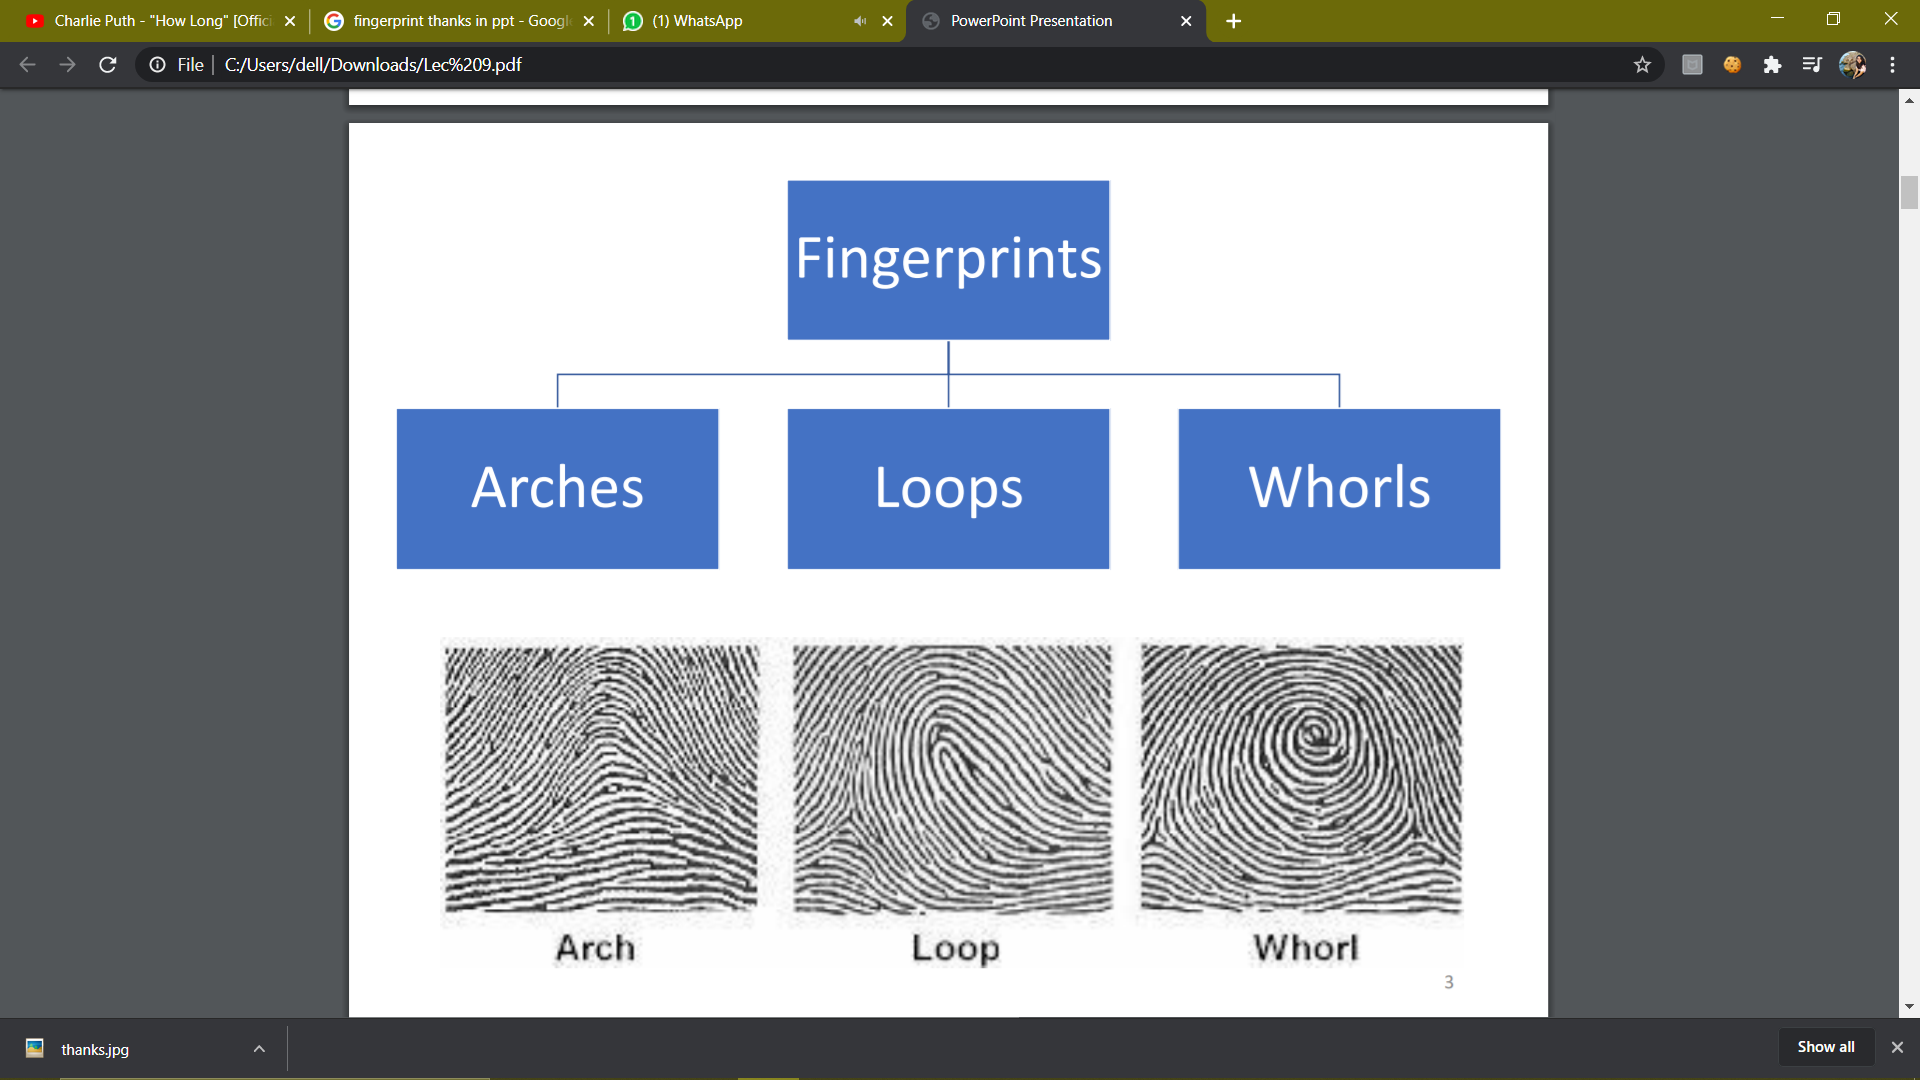 Charlie Puth - "How Long" [Offici
fingerprint thanks in ppt - Googl
(1) WhatsApp
PowerPoint Presentation
File
C:/Users/dell/Downloads/Lec%209.pdf
Fingerprints
Arches
Loops
Whorls
Arch
Loop
Whorl
3
thanks.jpg
Show all